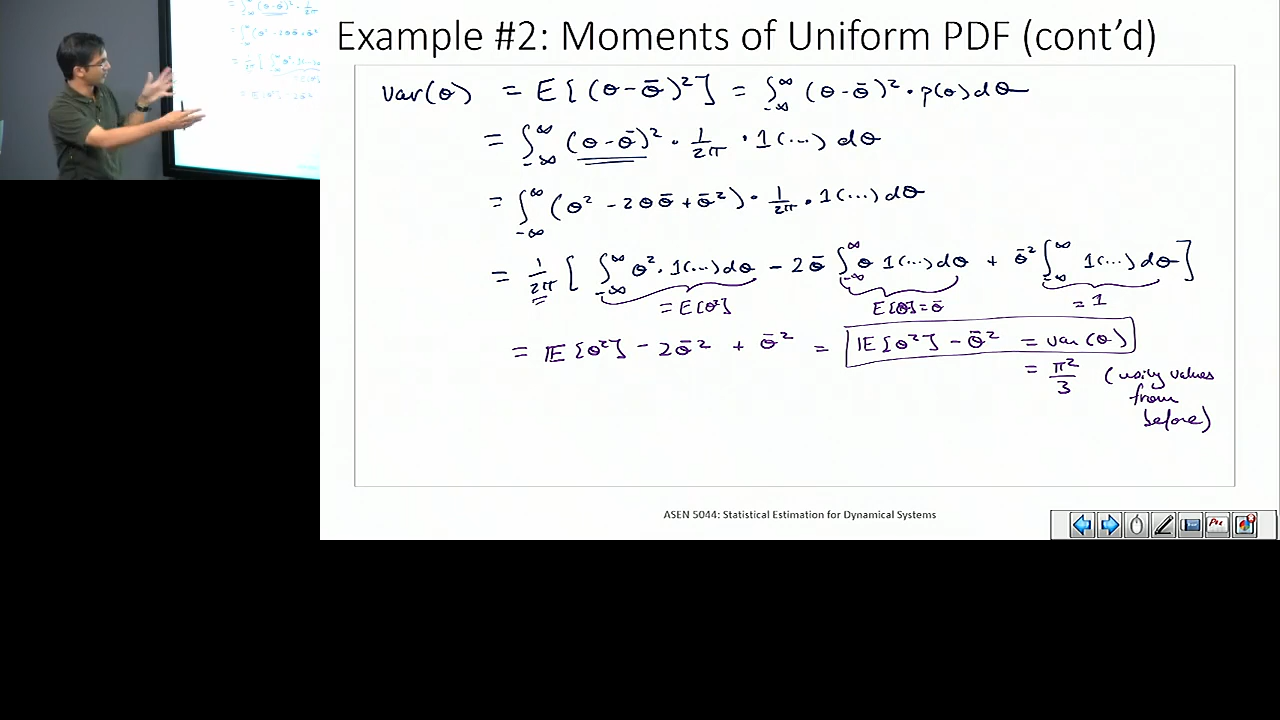 Example #2: Moments of Uniform PDF (cont'd)
var(θ) = E[(θ-θ̄)²] = ∫_{-∞}^{∞} (θ-θ̄)² · p(θ)dθ
= ∫_{-∞}^{∞} (θ-θ̄)² · 1/2π · 1(...) dθ
= ∫_{-∞}^{∞} (θ² - 2θθ̄ + θ̄²) · 1/2π · 1(...) dθ
= 1/2π [ ∫_{-∞}^{∞} θ² · 1(...)dθ - 2θ̄ ∫_{-∞}^{∞} θ 1(...)dθ + θ̄² ∫_{-∞}^{∞} 1(...)dθ ]
= E[θ²] E[θ]=θ̄ = 1
= E[θ²] - 2θ̄² + θ̄² = E[θ²] - θ̄² = var(θ)
= π²/3 (using values
from
before)
ASEN 5044: Statistical Estimation for Dynamical Systems